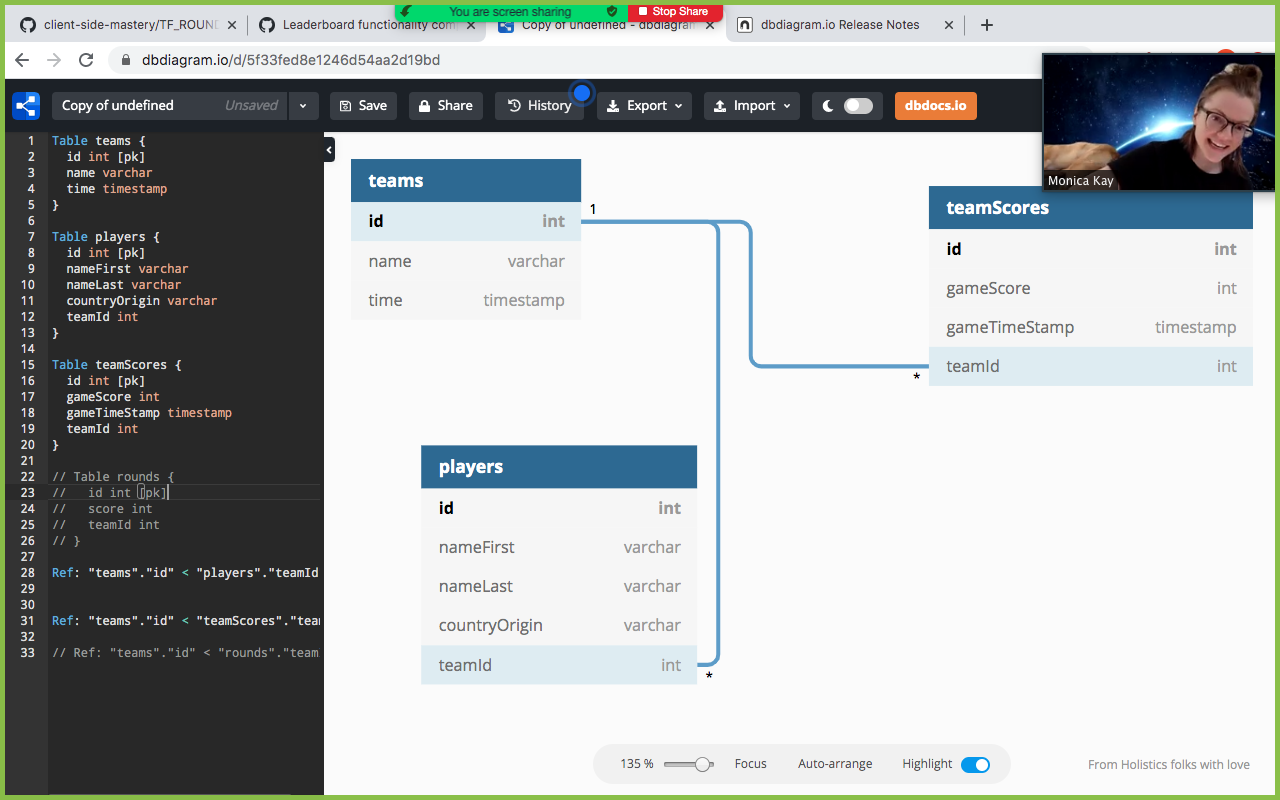 You are screen sharing
Stop Share
client-side-mastery/TF_ROUND
Leaderboard functionality com
Copy of undefined - dbdiagram
dbdiagram.io Release Notes
dbdiagram.io/d/5f33fed8e1246d54aa2d19bd
Copy of undefined
Unsaved
Save
Share
History
Export
Import
dbdocs.io
Monica Kay
1 Table teams {
2 id int [pk]
3 name varchar
4 time timestamp
5 }
6
7 Table players {
8 id int [pk]
9 nameFirst varchar
10 nameLast varchar
11 countryOrigin varchar
12 teamId int
13 }
14
15 Table teamScores {
16 id int [pk]
17 gameScore int
18 gameTimeStamp timestamp
19 teamId int
20 }
21
22 // Table rounds {
23 // id int [pk]
24 // score int
25 // teamId int
26 // }
27
28 Ref: "teams"."id" < "players"."teamId
29
30
31 Ref: "teams"."id" < "teamScores"."tea
32
33 // Ref: "teams"."id" < "rounds"."team
teams
id int
name varchar
time timestamp
1
*
teamScores
id int
gameScore int
gameTimeStamp timestamp
teamId int
players
id int
nameFirst varchar
nameLast varchar
countryOrigin varchar
teamId int
*
135 %
Focus
Auto-arrange
Highlight
From Holistics folks with love